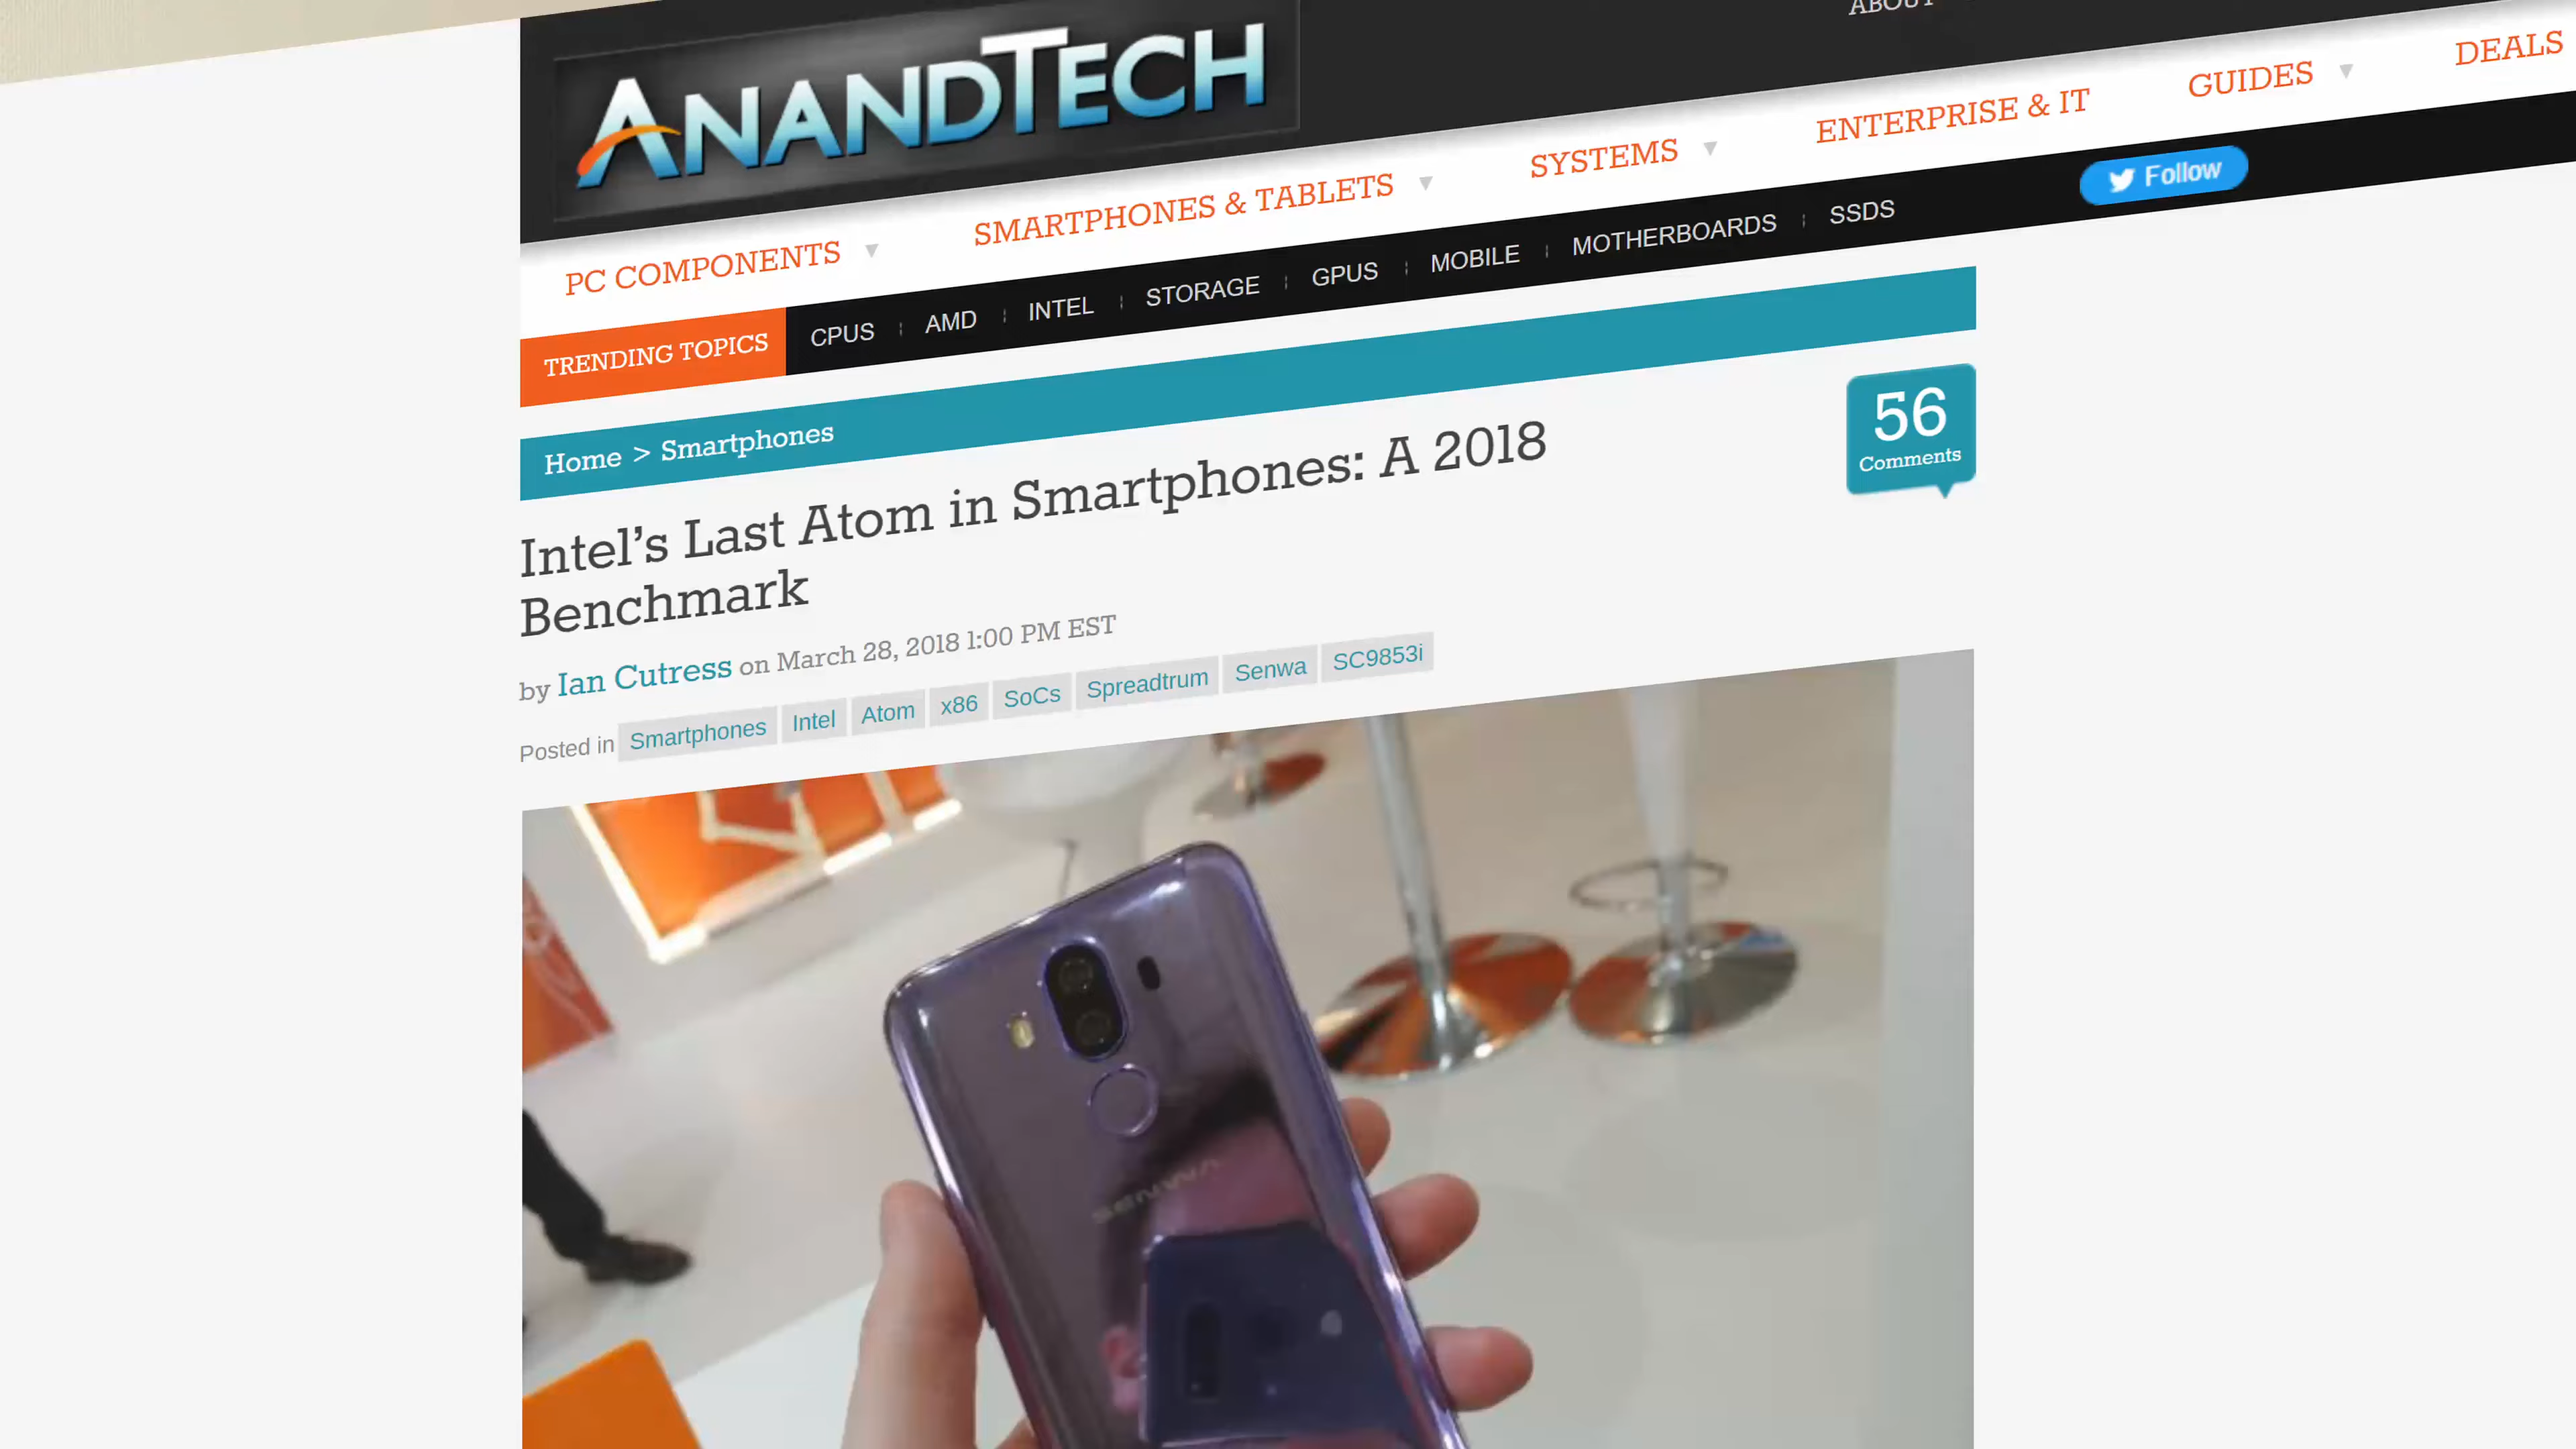 ANANDTECH
PC COMPONENTS SMARTPHONES & TABLETS SYSTEMS ENTERPRISE & IT GUIDES DEALS
TRENDING TOPICS CPUS AMD INTEL STORAGE GPUS MOBILE MOTHERBOARDS SSDS Follow
Home > Smartphones
56
Comments
Intel's Last Atom in Smartphones: A 2018
Benchmark
by Ian Cutress on March 28, 2018 1:00 PM EST
Posted in Smartphones Intel Atom x86 SoCs Spreadtrum Senwa SC9853i
SENWA